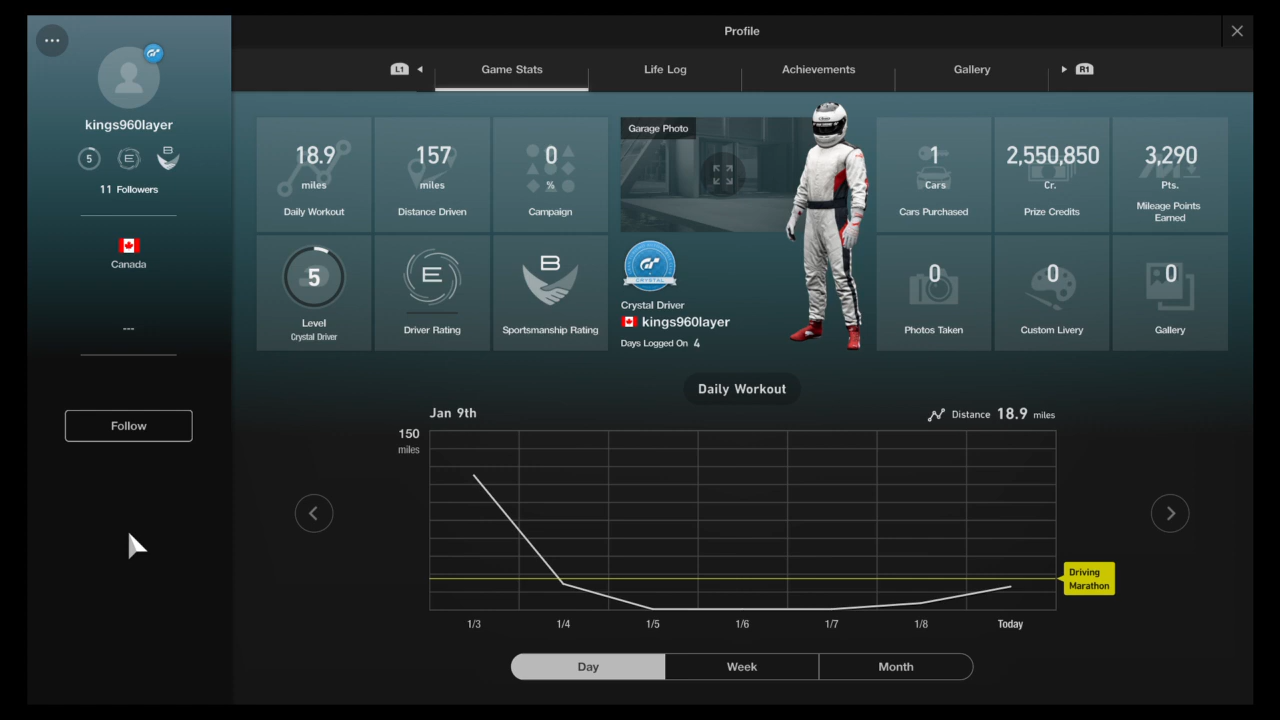 Profile
L1
Game Stats
Life Log
Achievements
Gallery
R1
kings960layer
5
E
B
11 Followers
Canada
---
Follow
18.9
miles
Daily Workout
157
miles
Distance Driven
0
%
Campaign
Garage Photo
1
Cars
Cars Purchased
2,550,850
Cr.
Prize Credits
3,290
Pts.
Mileage Points
Earned
5
Level
Crystal Driver
E
Driver Rating
B
Sportsmanship Rating
CRYSTAL
Crystal Driver
kings960layer
Days Logged On 4
0
Photos Taken
0
Custom Livery
0
Gallery
Daily Workout
Jan 9th
Distance 18.9 miles
150
miles
Driving
Marathon
1/3
1/4
1/5
1/6
1/7
1/8
Today
Day
Week
Month